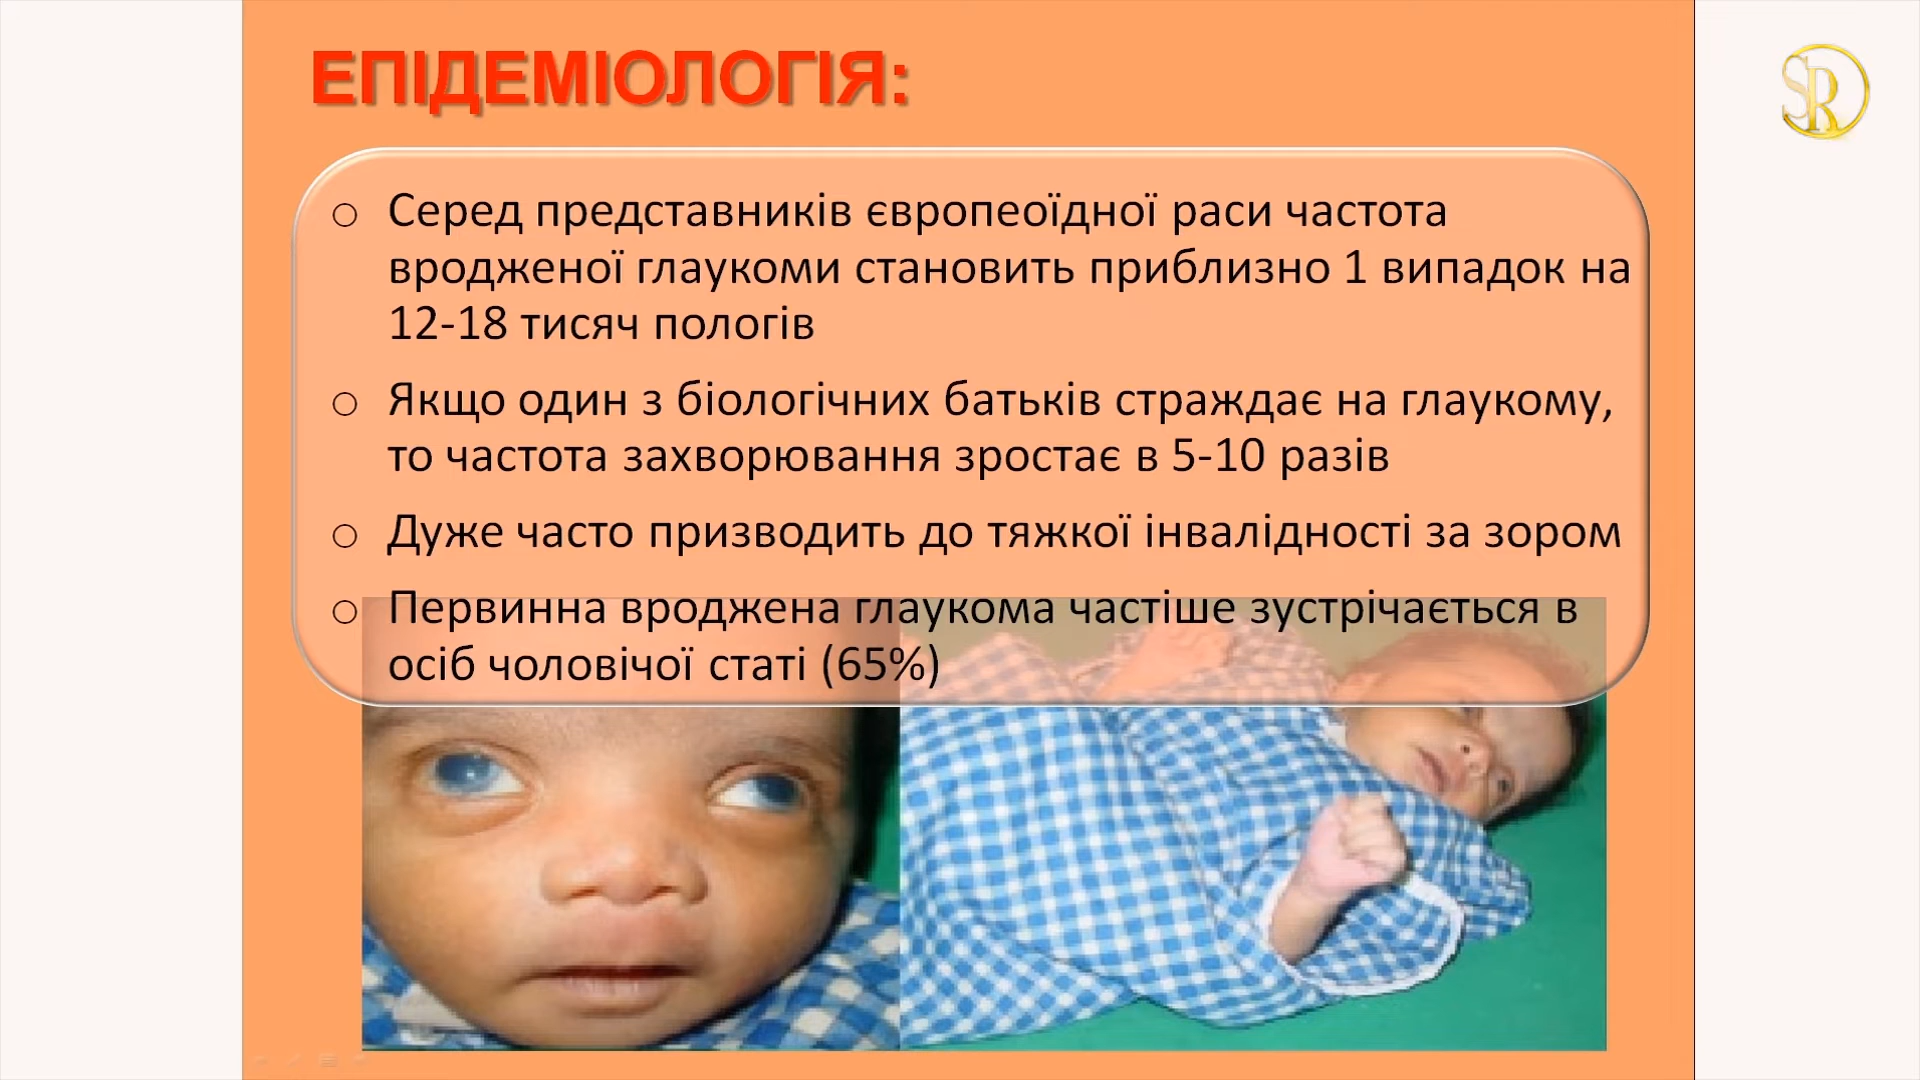 ЕПІДЕМІОЛОГІЯ:
SR
Серед представників європеоїдної раси частота
вродженої глаукоми становить приблизно 1 випадок на
12-18 тисяч пологів
Якщо один з біологічних батьків страждає на глаукому,
то частота захворювання зростає в 5-10 разів
Дуже часто призводить до тяжкої інвалідності за зором
Первинна вроджена глаукома частіше зустрічається в
осіб чоловічої статі (65%)